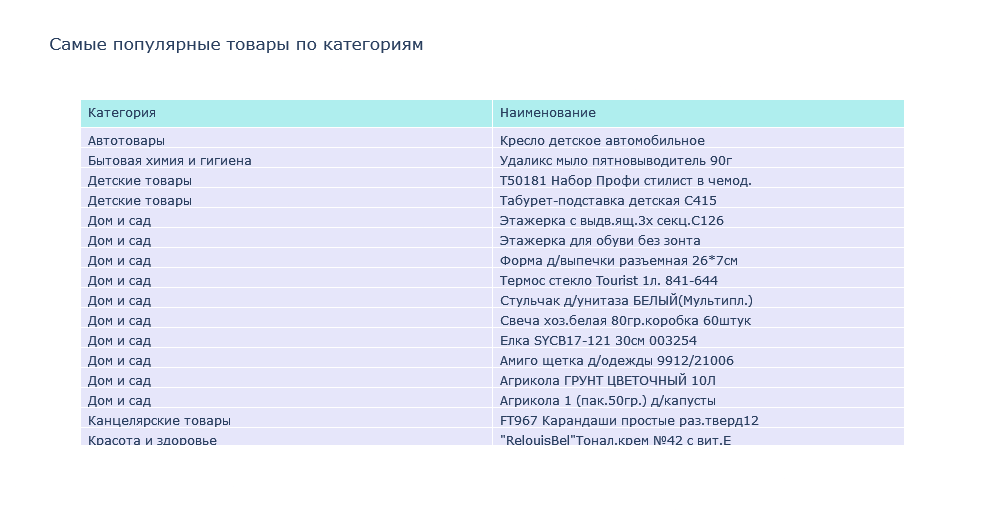 Самые популярные товары по категориям
Категория Наименование
Автотовары Кресло детское автомобильное
Бытовая химия и гигиена Удаликс мыло пятновыводитель 90г
Детские товары Т50181 Набор Профи стилист в чемод.
Детские товары Табурет-подставка детская С415
Дом и сад Этажерка с выдв.ящ.3х секц.С126
Дом и сад Этажерка для обуви без зонта
Дом и сад Форма д/выпечки разъемная 26*7см
Дом и сад Термос стекло Tourist 1л. 841-644
Дом и сад Стульчак д/унитаза БЕЛЫЙ(Мультипл.)
Дом и сад Свеча хоз.белая 80гр.коробка 60штук
Дом и сад Елка SYCB17-121 30см 003254
Дом и сад Амиго щетка д/одежды 9912/21006
Дом и сад Агрикола ГРУНТ ЦВЕТОЧНЫЙ 10Л
Дом и сад Агрикола 1 (пак.50гр.) д/капусты
Канцелярские товары FT967 Карандаши простые раз.тверд12
Красота и здоровье "RelouisBel"Тонал.крем №42 с вит.Е